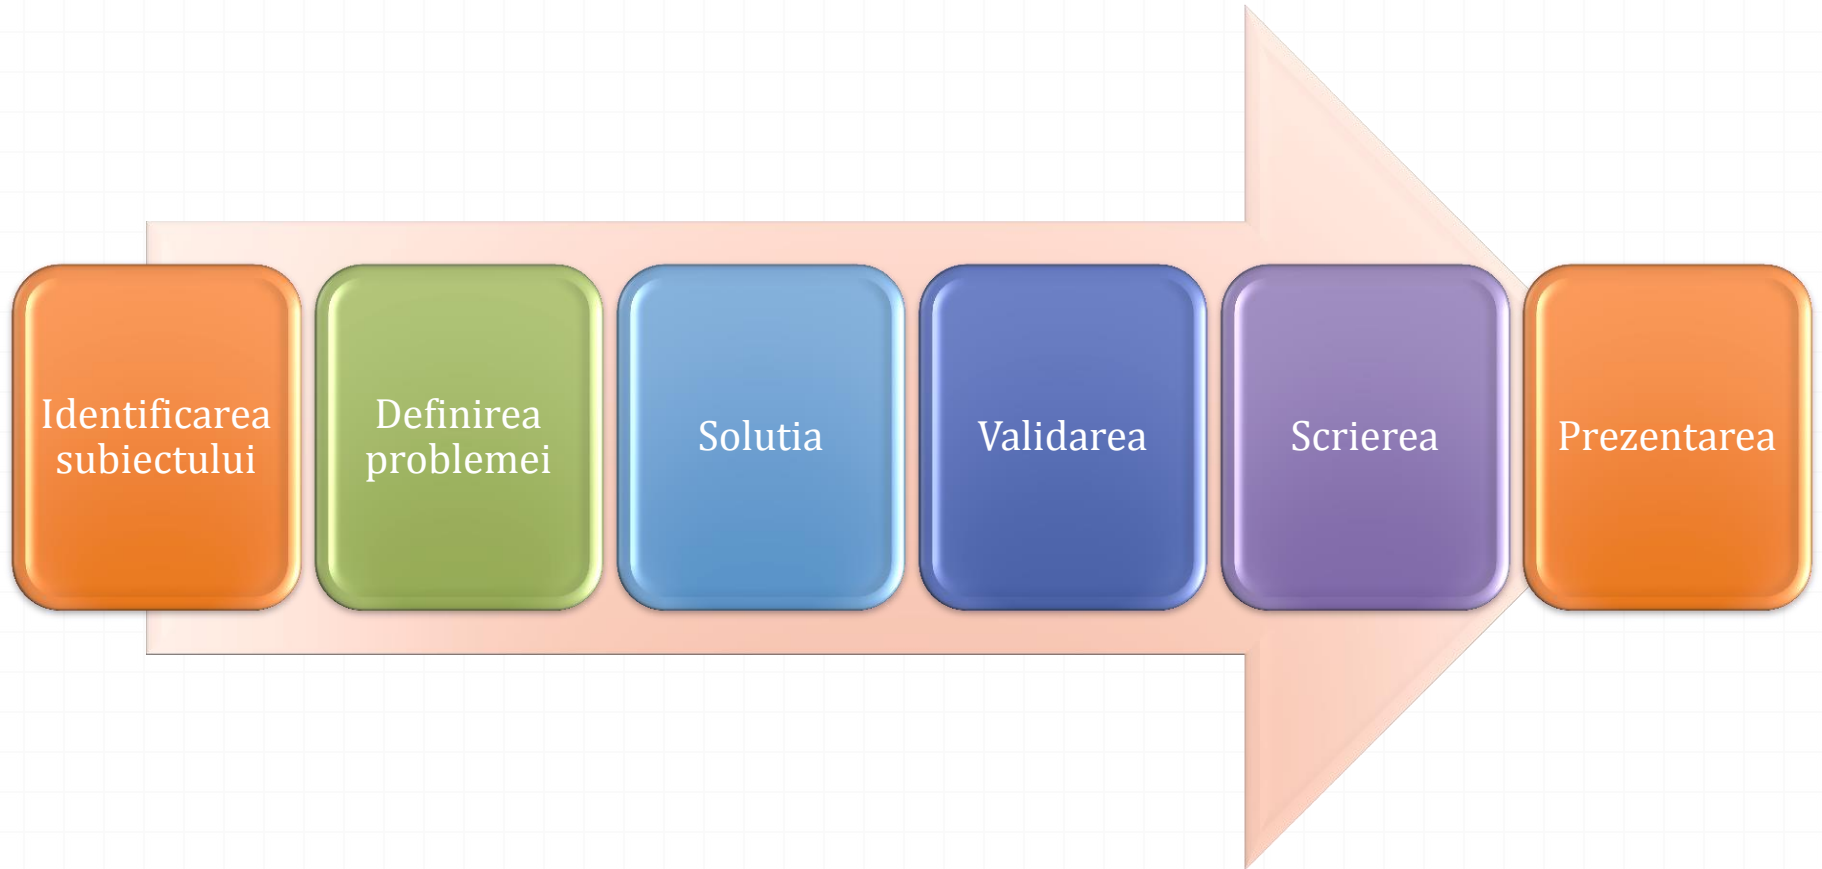 Identificarea
subiectului
Definirea
problemei
Solutia
Validarea
Scrierea
Prezentarea